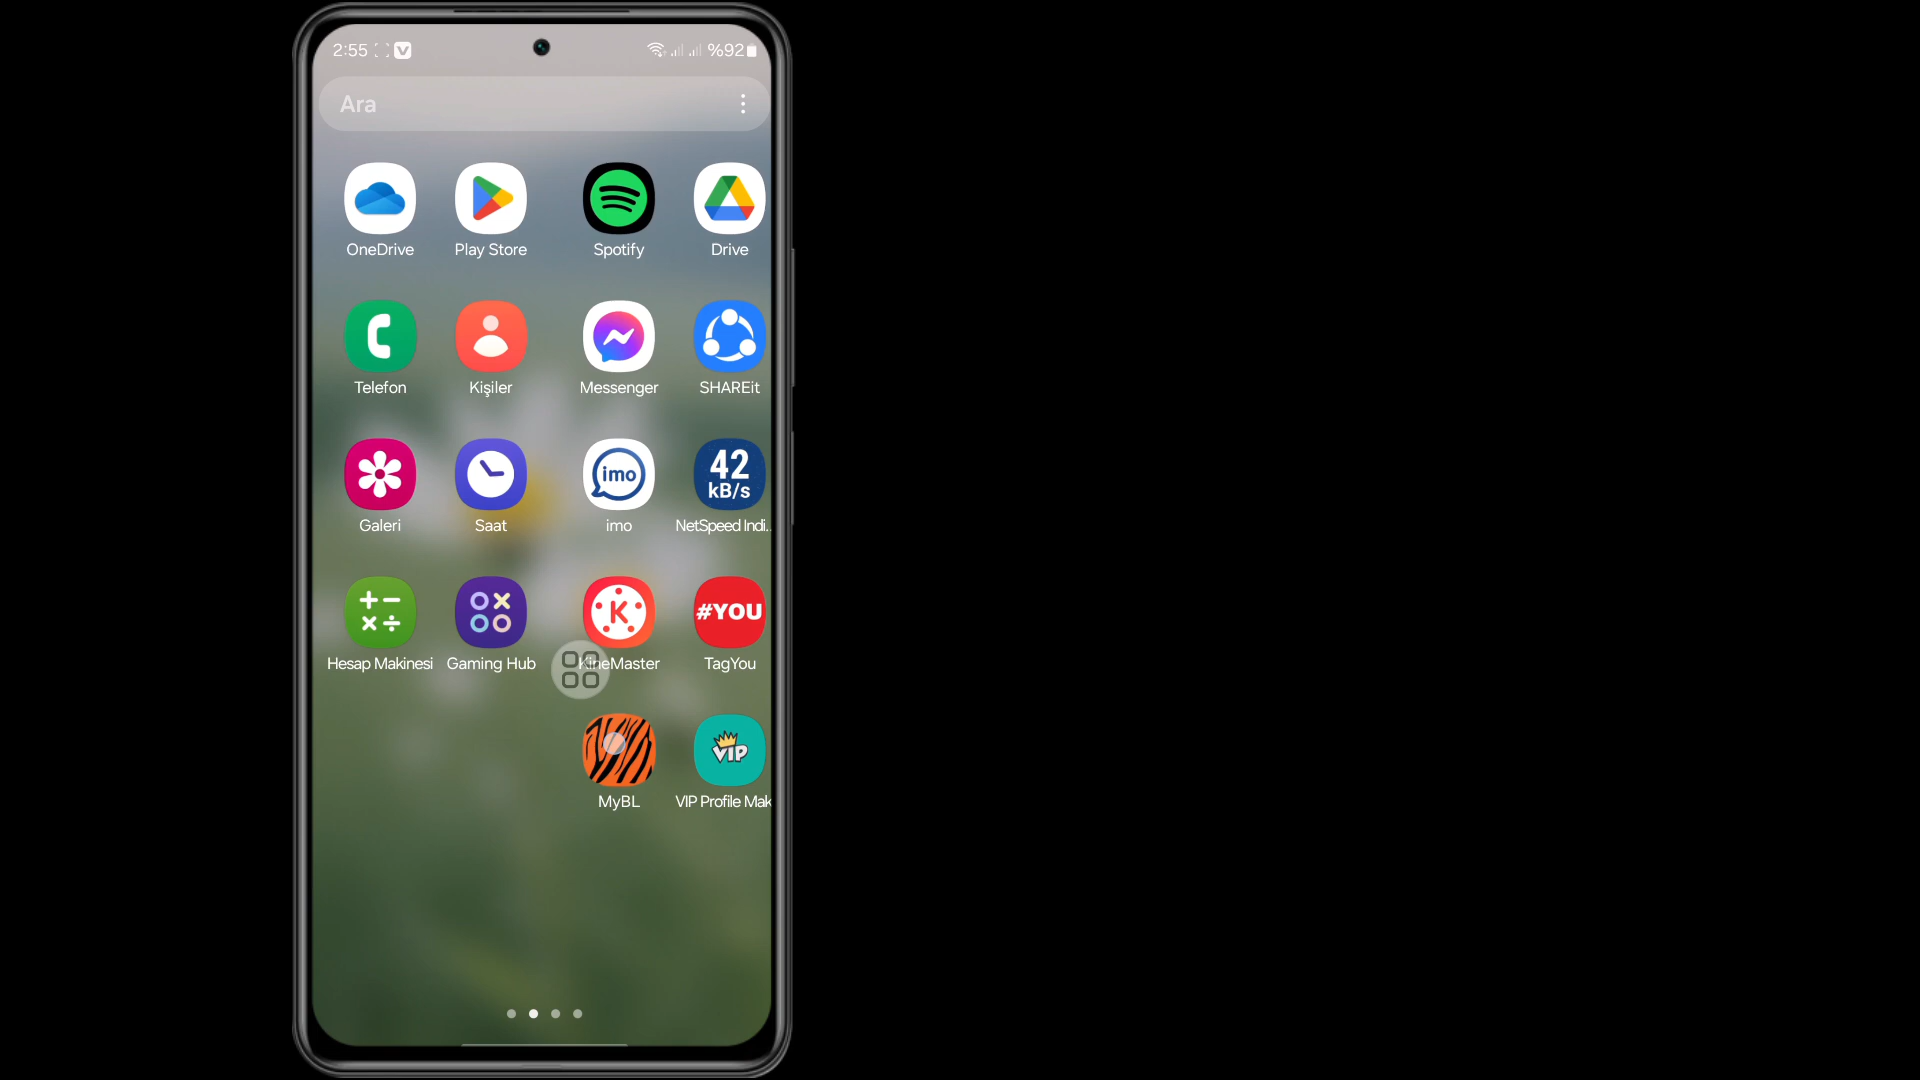 2:55 %92
Ara
OneDrive Play Store Spotify Drive
Telefon Kişiler Messenger SHAREit
imo 42 kB/s
Galeri Saat imo NetSpeed Indi..
K #YOU
Hesap Makinesi Gaming Hub KineMaster TagYou
VIP
MyBL VIP Profile Mak